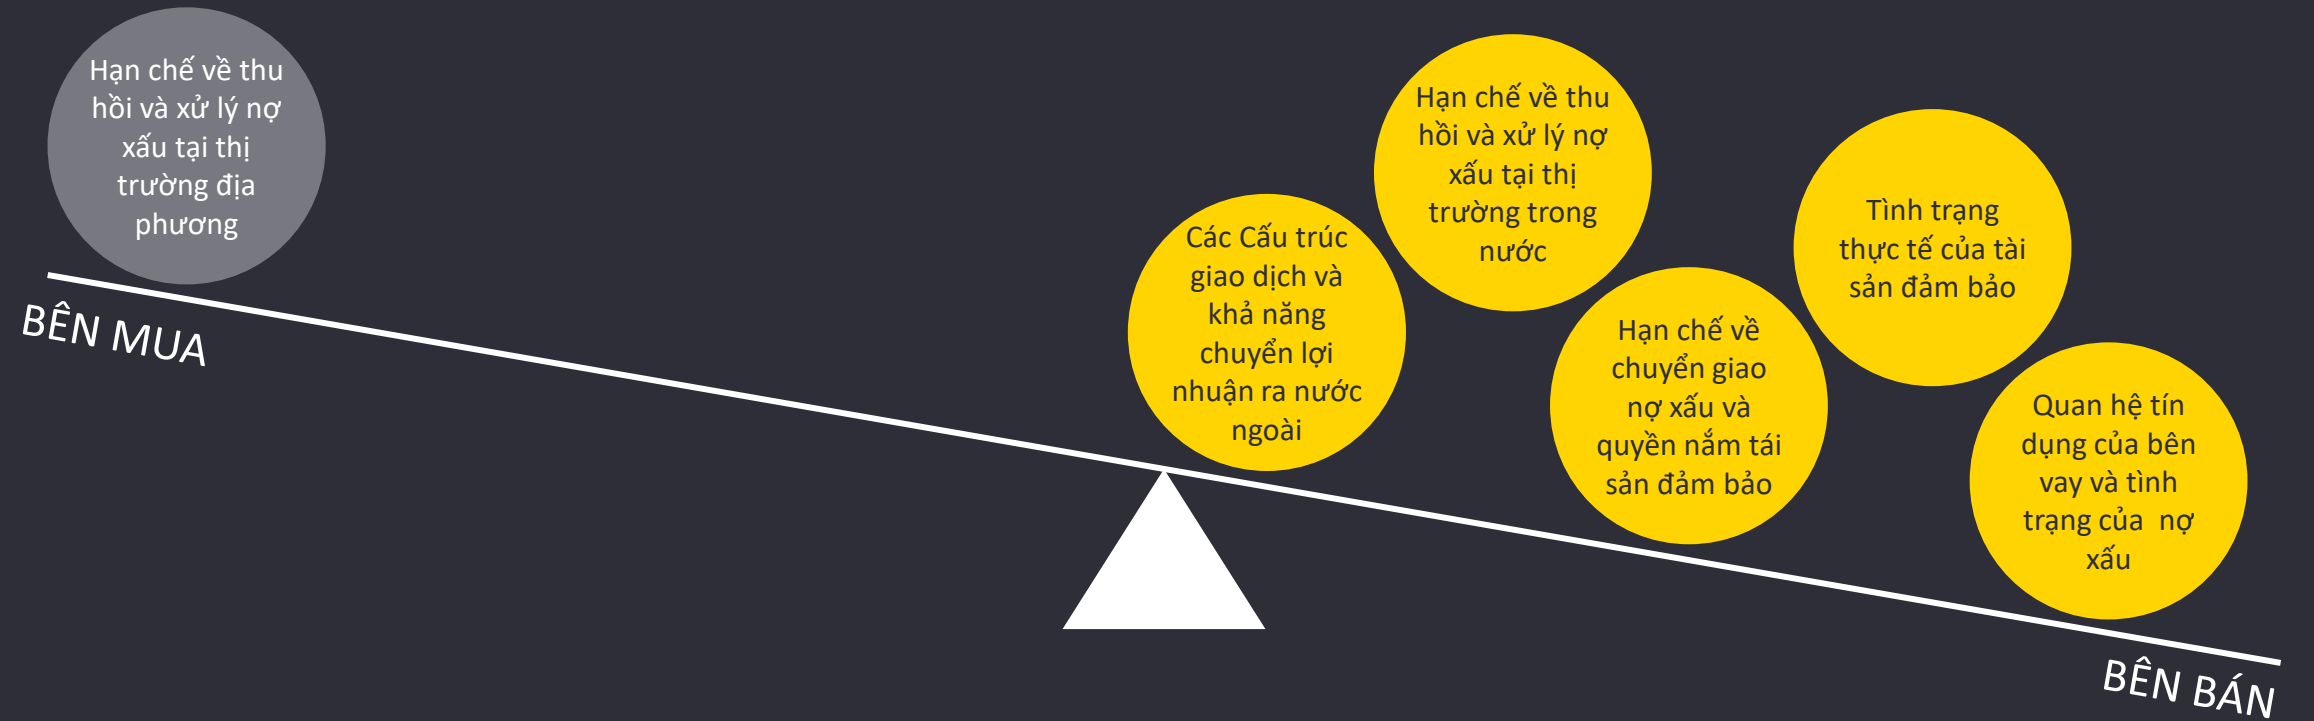 Hạn chế về thu
hồi và xử lý nợ
xấu tại thị
trường địa
phương
BÊN MUA
Các Cấu trúc
giao dịch và
khả năng
chuyển lợi
nhuận ra nước
ngoài
Hạn chế về thu
hồi và xử lý nợ
xấu tại thị
trường trong
nước
Hạn chế về
chuyển giao
nợ xấu và
quyền nắm tái
sản đảm bảo
Tình trạng
thực tế của tài
sản đảm bảo
Quan hệ tín
dụng của bên
vay và tình
trạng của  nợ
xấu
BÊN BÁN